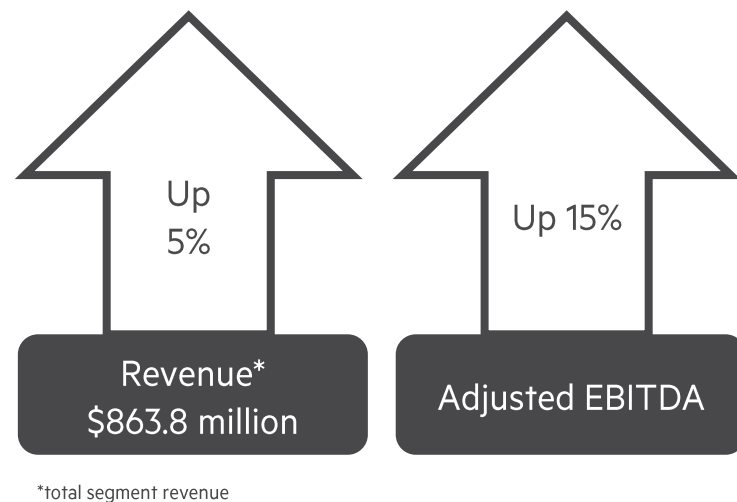 Up
5%
Up 15%
Revenue*
$863.8 million
Adjusted EBITDA
*total segment revenue